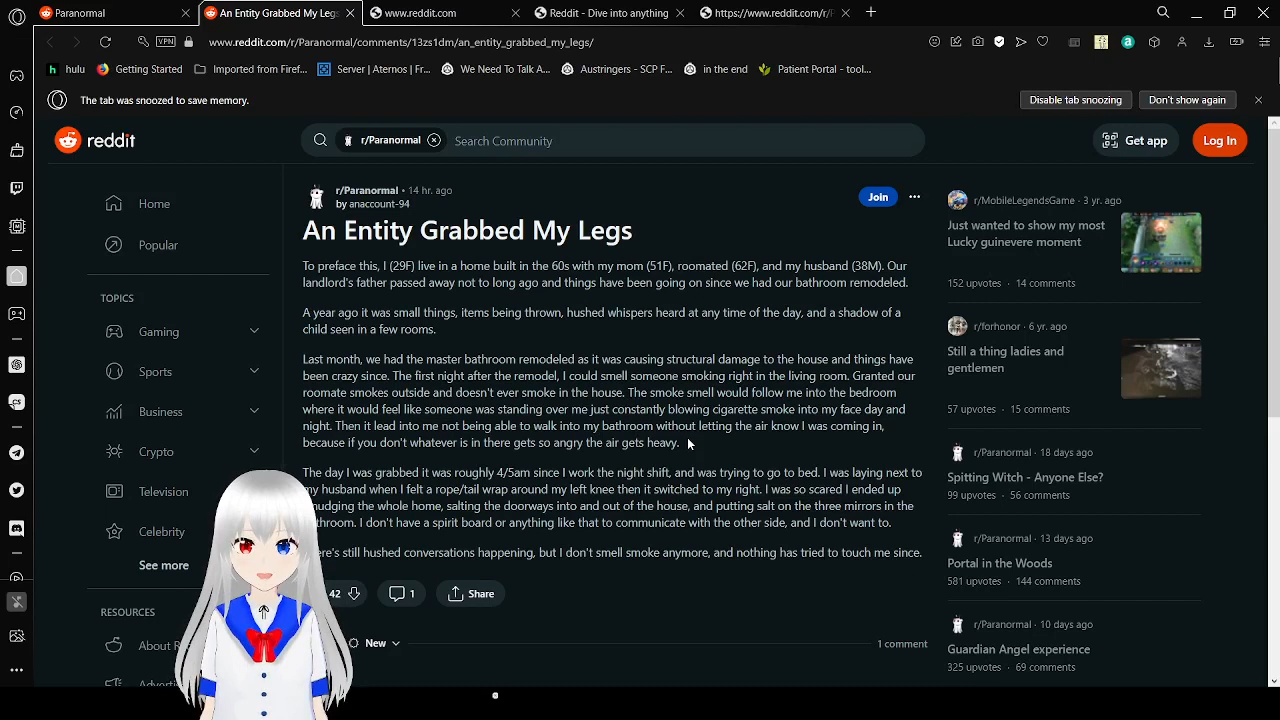 Paranormal
An Entity Grabbed My Legs
www.reddit.com
Reddit - Dive into anything
https://www.reddit.com/r/F
VPN
www.reddit.com/r/Paranormal/comments/13zs1dm/an_entity_grabbed_my_legs/
hulu
Getting Started
Imported from Firef...
Server | Aternos | Fr...
We Need To Talk A...
Austringers - SCP F...
in the end
Patient Portal - tool...
The tab was snoozed to save memory.
Disable tab snoozing
Don't show again
reddit
r/Paranormal
Search Community
Get app
Log In
Home
Popular
TOPICS
Gaming
Sports
Business
Crypto
Television
Celebrity
See more
RESOURCES
About R
r/Paranormal • 14 hr. ago
by anaccount-94
Join
An Entity Grabbed My Legs
To preface this, I (29F) live in a home built in the 60s with my mom (51F), roomated (62F), and my husband (38M). Our
landlord's father passed away not to long ago and things have been going on since we had our bathroom remodeled.
A year ago it was small things, items being thrown, hushed whispers heard at any time of the day, and a shadow of a
child seen in a few rooms.
Last month, we had the master bathroom remodeled as it was causing structural damage to the house and things have
been crazy since. The first night after the remodel, I could smell someone smoking right in the living room. Granted our
roomate smokes outside and doesn't ever smoke in the house. The smoke smell would follow me into the bedroom
where it would feel like someone was standing over me just constantly blowing cigarette smoke into my face day and
night. Then it lead into me not being able to walk into my bathroom without letting the air know I was coming in,
because if you don't whatever is in there gets so angry the air gets heavy.
The day I was grabbed it was roughly 4/5am since I work the night shift, and was trying to go to bed. I was laying next to
my husband when I felt a rope/tail wrap around my left knee then it switched to my right. I was so scared I ended up
mudging the whole home, salting the doorways into and out of the house, and putting salt on the three mirrors in the
throom. I don't have a spirit board or anything like that to communicate with the other side, and I don't want to.
ere's still hushed conversations happening, but I don't smell smoke anymore, and nothing has tried to touch me since.
42
1
Share
New
1 comment
r/MobileLegendsGame • 3 yr. ago
Just wanted to show my most
Lucky guinevere moment
152 upvotes • 14 comments
r/forhonor • 6 yr. ago
Still a thing ladies and
gentlemen
57 upvotes • 15 comments
r/Paranormal • 18 days ago
Spitting Witch - Anyone Else?
99 upvotes • 56 comments
r/Paranormal • 13 days ago
Portal in the Woods
581 upvotes • 144 comments
r/Paranormal • 10 days ago
Guardian Angel experience
325 upvotes • 69 comments